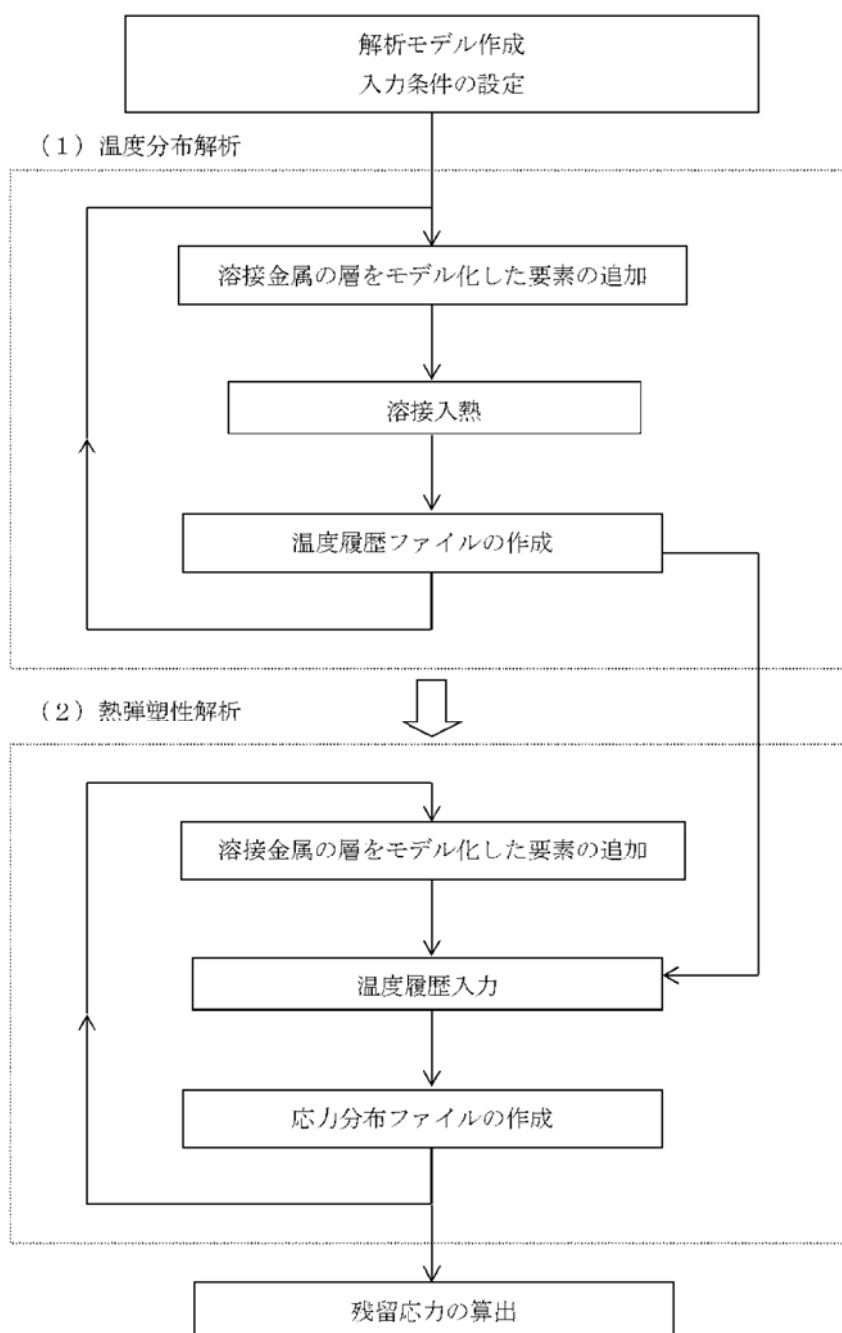 解析モデル作成
入力条件の設定
（1）温度分布解析
溶接金属の層をモデル化した要素の追加
溶接入熱
温度履歴ファイルの作成
（2）熱弾塑性解析
溶接金属の層をモデル化した要素の追加
温度履歴入力
応力分布ファイルの作成
残留応力の算出